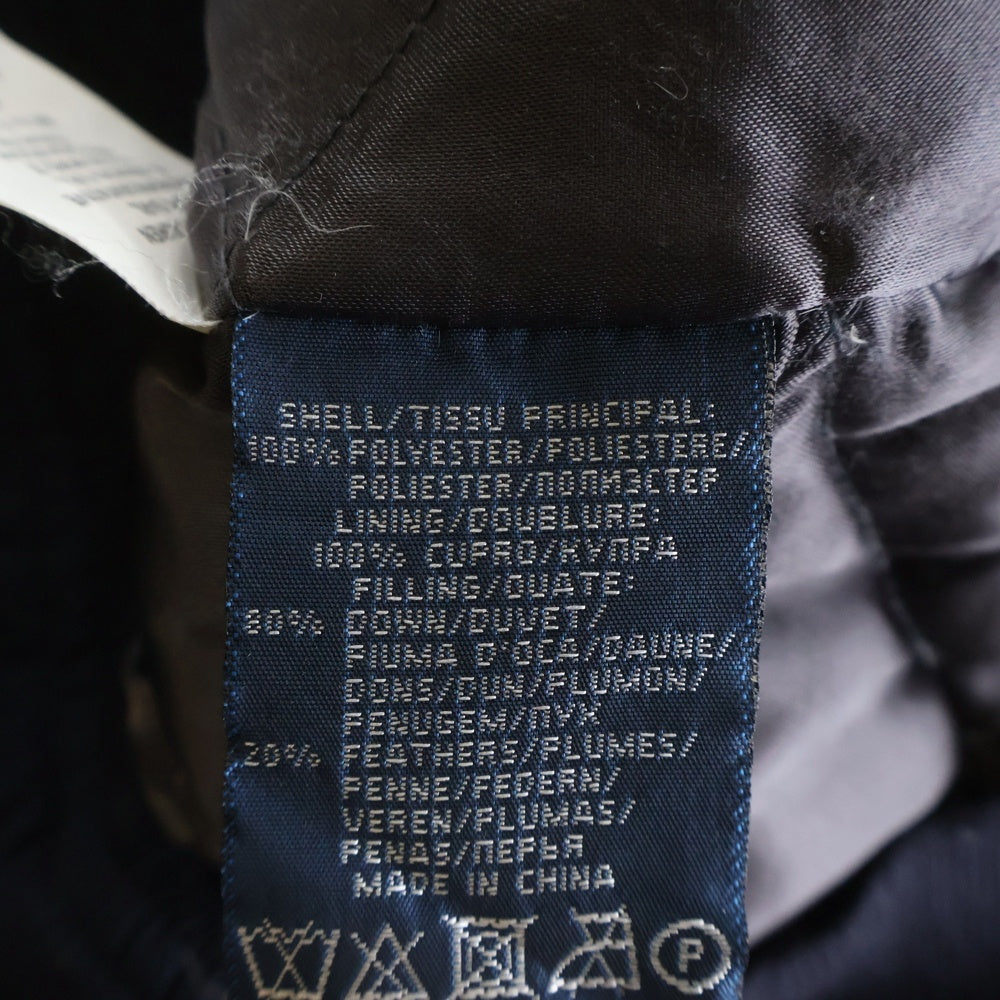 SHELL/TISSU PRINCIPAL:
100% POLYESTER/POLIESTERE/
POLIESTER/ПОЛИЭСТЕР
LINING/DOUBLURE:
100% CUPRO/КУПРА
FILLING/OUATE:
80% DOWN/DUVET/
PIUMA D'OCA/DAUNE/
DONS/DUN/PLUMON/
PENUGEM/ПУХ
20% FEATHERS/PLUMES/
PENNE/FEDERN/
VEREN/PLUMAS/
PENAS/ПЕРЬЯ
MADE IN CHINA
P